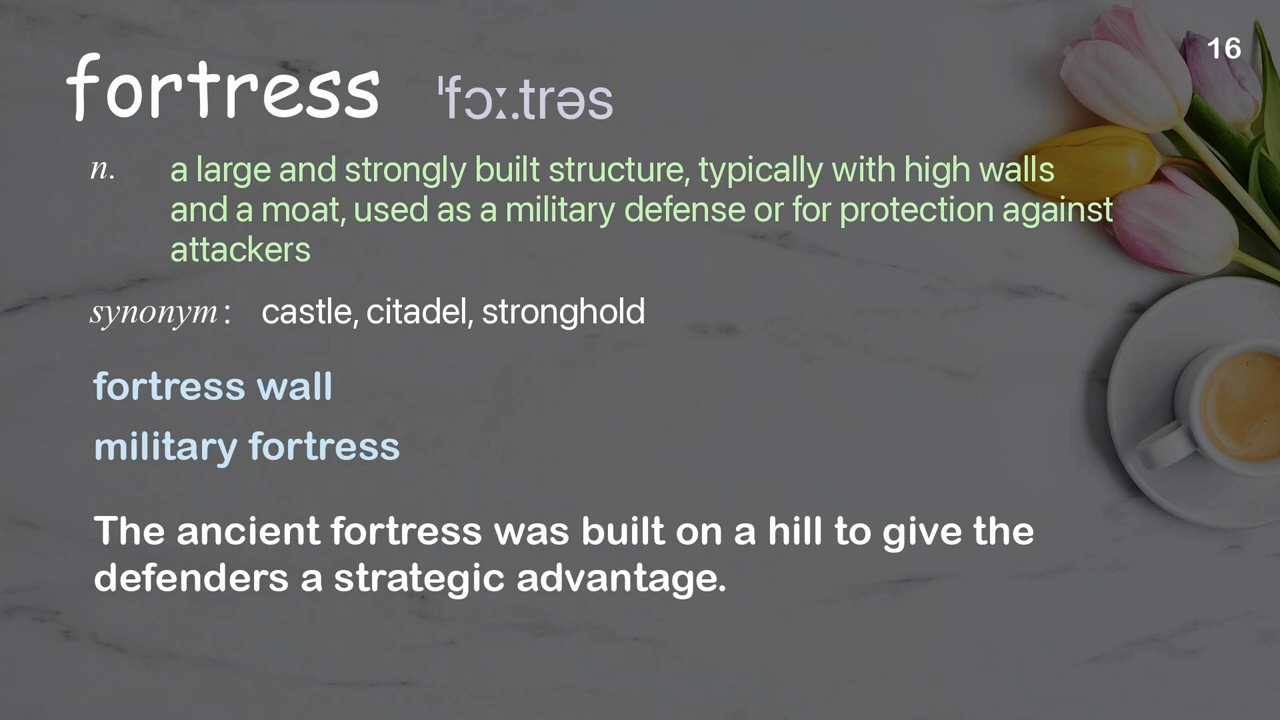 16
fortress ˈfɔː.trəs
n. a large and strongly built structure, typically with high walls
and a moat, used as a military defense or for protection against
attackers
synonym: castle, citadel, stronghold
fortress wall
military fortress
The ancient fortress was built on a hill to give the
defenders a strategic advantage.